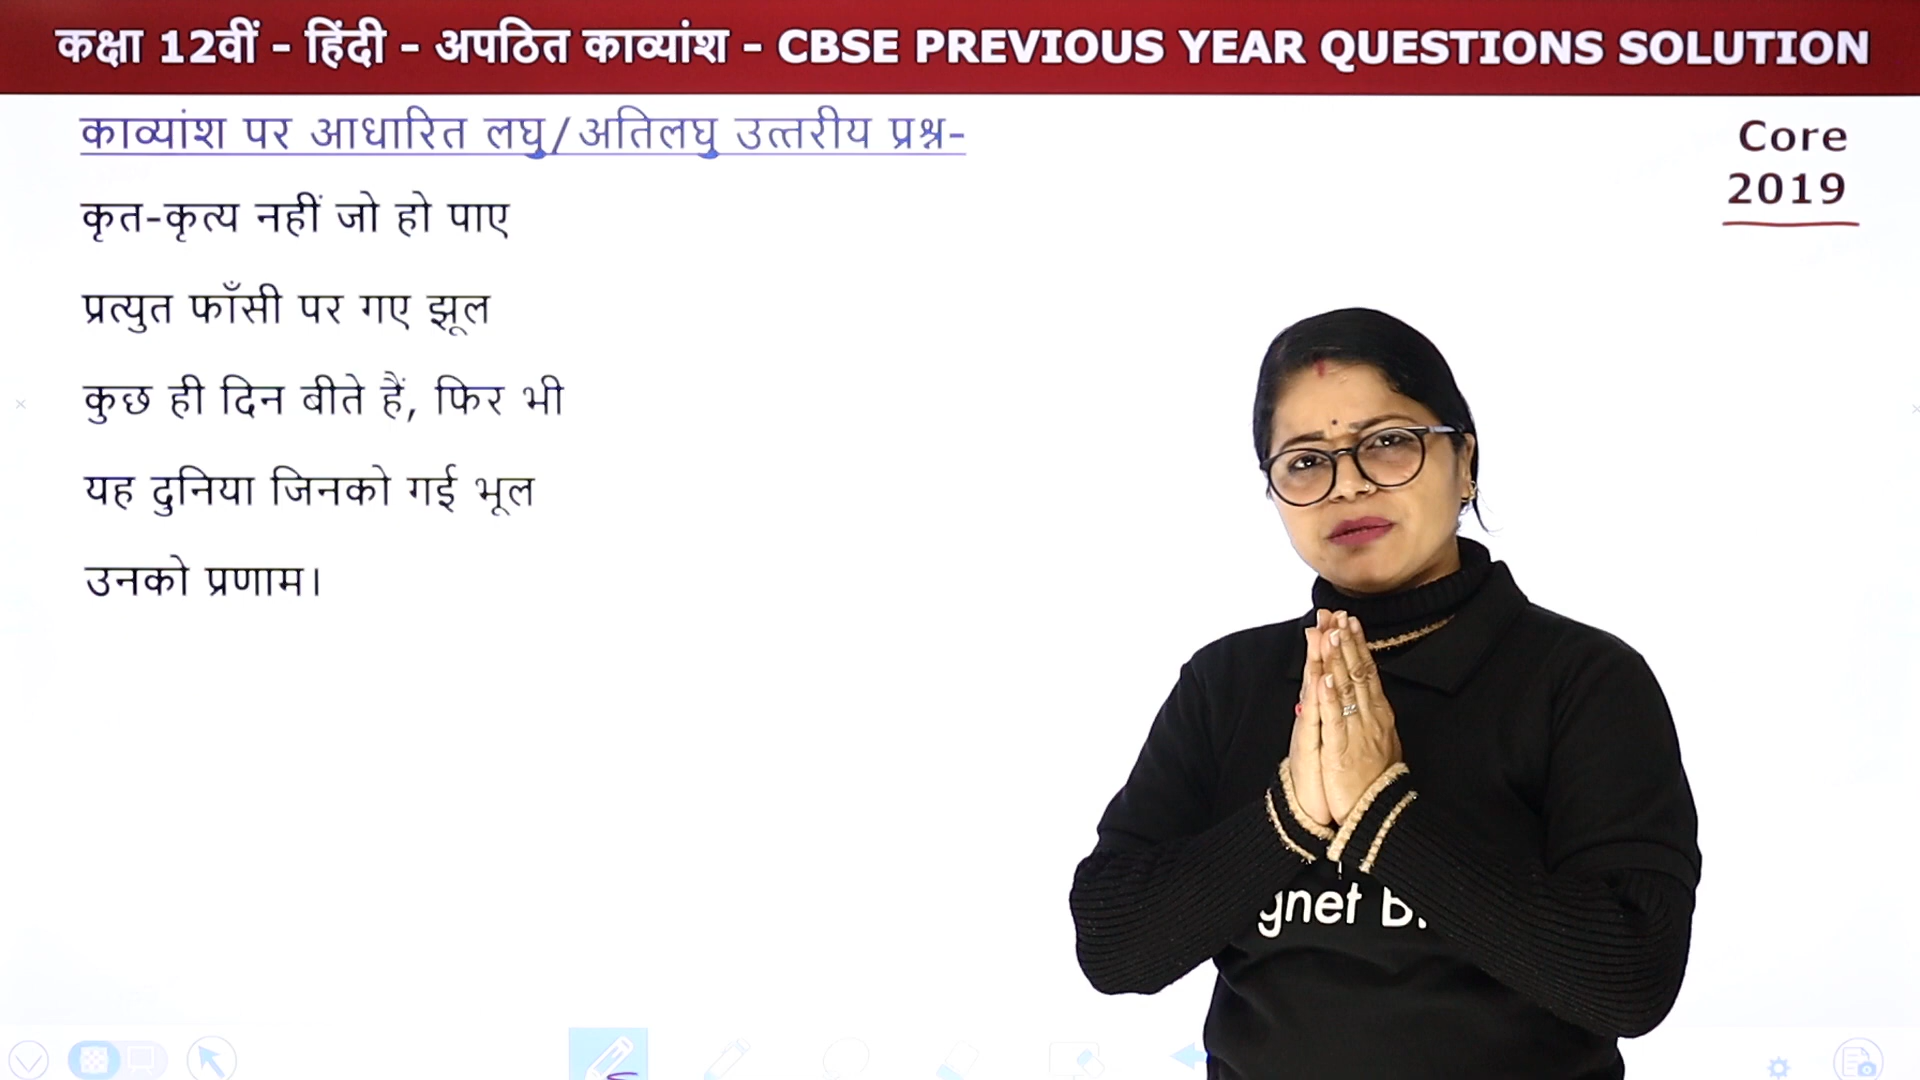 कक्षा 12वीं - हिंदी - अपठित काव्यांश - CBSE PREVIOUS YEAR QUESTIONS SOLUTION
काव्यांश पर आधारित लघु/अतिलघु उत्तरीय प्रश्न-
Core
2019
कृत-कृत्य नहीं जो हो पाए
प्रत्युत फाँसी पर गए झूल
कुछ ही दिन बीते हैं, फिर भी
यह दुनिया जिनको गई भूल
उनको प्रणाम।
gnet B